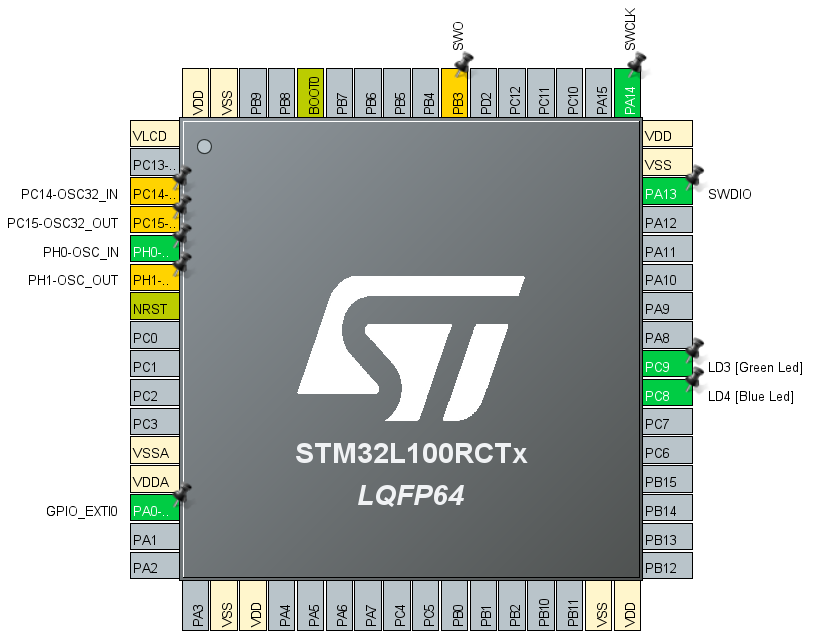 SWO
SWCLK
VDD
VSS
PB9
PB8
BOOT0
PB7
PB6
PB5
PB4
PB3
PD2
PC12
PC11
PC10
PA15
PA14
VLCD
PC13-..
PC14-OSC32_IN PC14-..
PC15-OSC32_OUT PC15-..
PH0-OSC_IN PH0-..
PH1-OSC_OUT PH1-..
NRST
PC0
PC1
PC2
PC3
VSSA
VDDA
GPIO_EXTI0 PA0-..
PA1
PA2
VDD
VSS
PA13 SWDIO
PA12
PA11
PA10
PA9
PA8
PC9 LD3 [Green Led]
PC8 LD4 [Blue Led]
PC7
PC6
PB15
PB14
PB13
PB12
ST
STM32L100RCTx
LQFP64
PA3
VSS
VDD
PA4
PA5
PA6
PA7
PC4
PC5
PB0
PB1
PB2
PB10
PB11
VSS
VDD